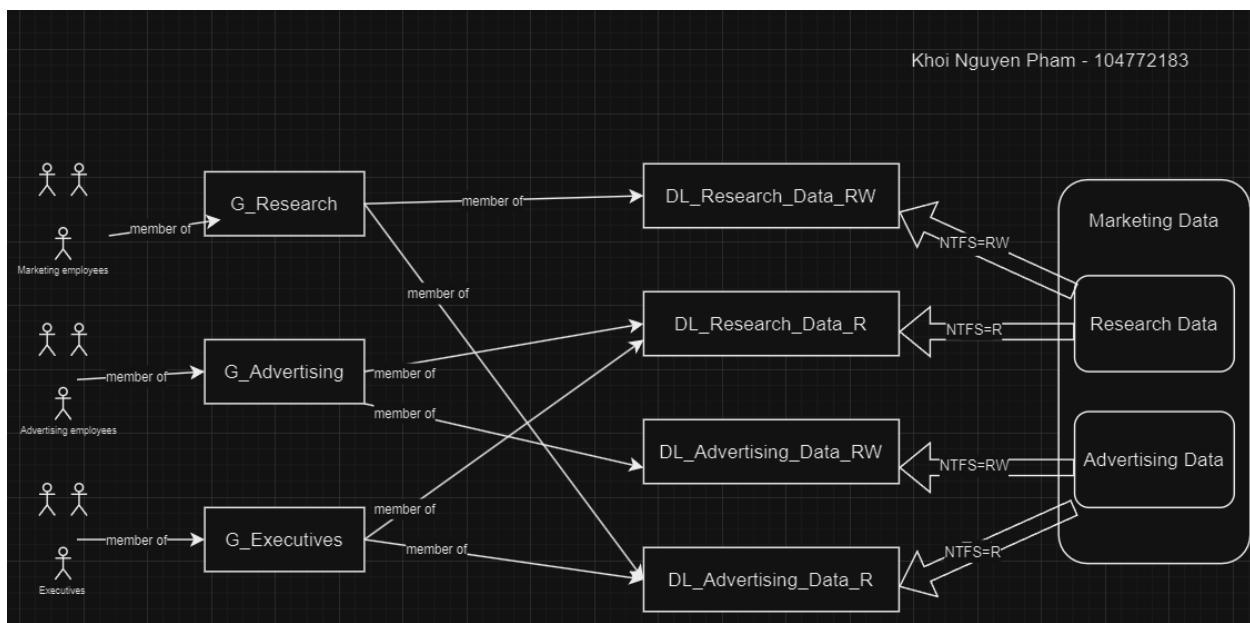 Khoi Nguyen Pham - 104772183
G_Research
member of
DL_Research_Data_RW
Marketing Data
member of
NTFS=RW
Marketing employees
member of
DL_Research_Data_R
NTFS=R
Research Data
G_Advertising
member of
member of
member of
Advertising employees
DL_Advertising_Data_RW
NTFS=RW
Advertising Data
member of
member of
G_Executives
member of
NTFS=R
DL_Advertising_Data_R
Executives